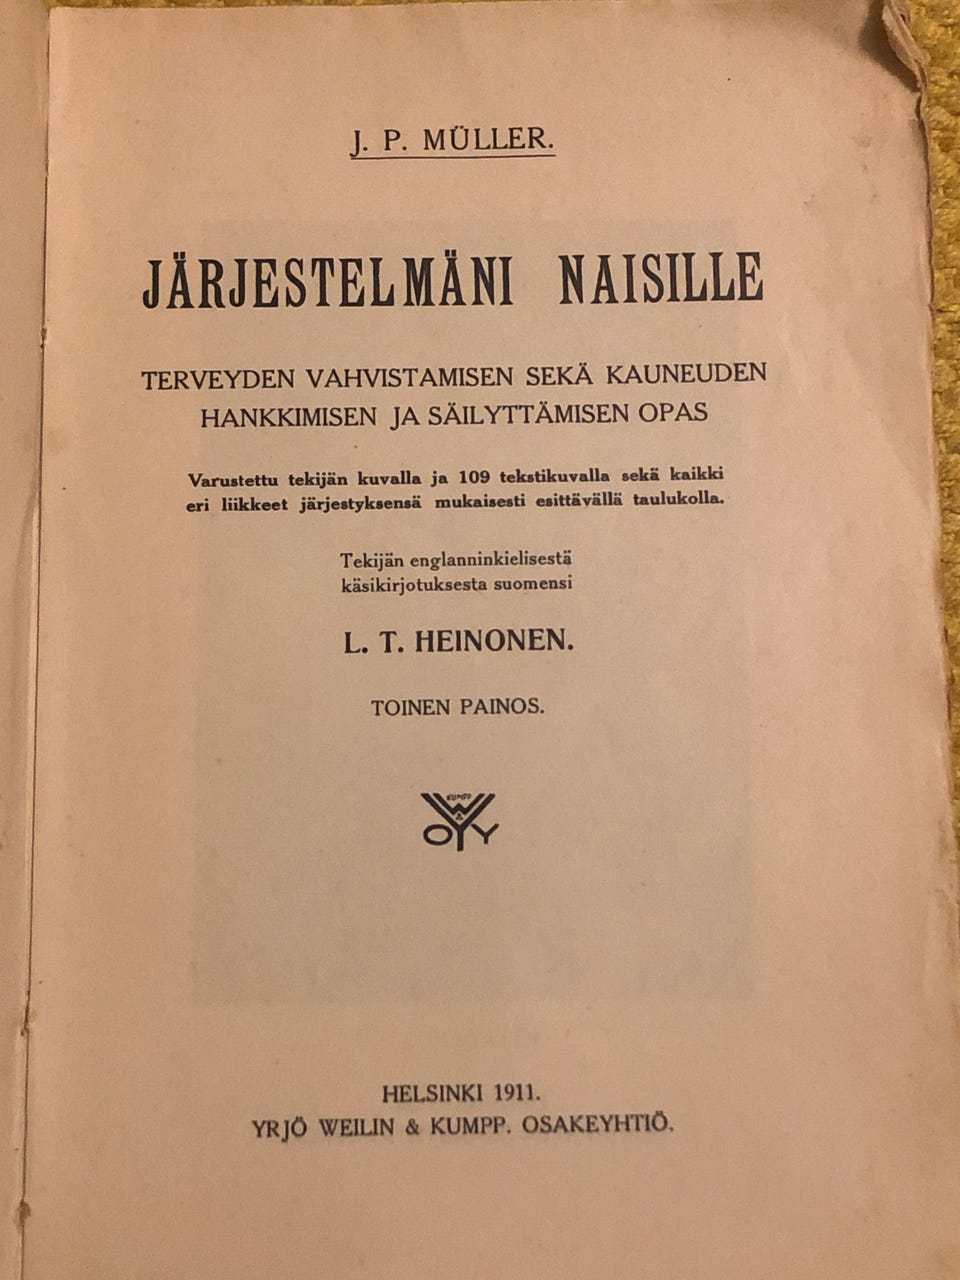 J. P. MÜLLER.
JÄRJESTELMÄNI NAISILLE
TERVEYDEN VAHVISTAMISEN SEKÄ KAUNEUDEN
HANKKIMISEN JA SÄILYTTÄMISEN OPAS
Varustettu tekijän kuvalla ja 109 tekstikuvalla sekä kaikki
eri liikkeet järjestyksensä mukaisesti esittävällä taulukolla.
Tekijän englanninkielisestä
käsikirjotuksesta suomensi
L. T. HEINONEN.
TOINEN PAINOS.
KUMPP
W
&
OYY
HELSINKI 1911.
YRJÖ WEILIN & KUMPP. OSAKEYHTIÖ.